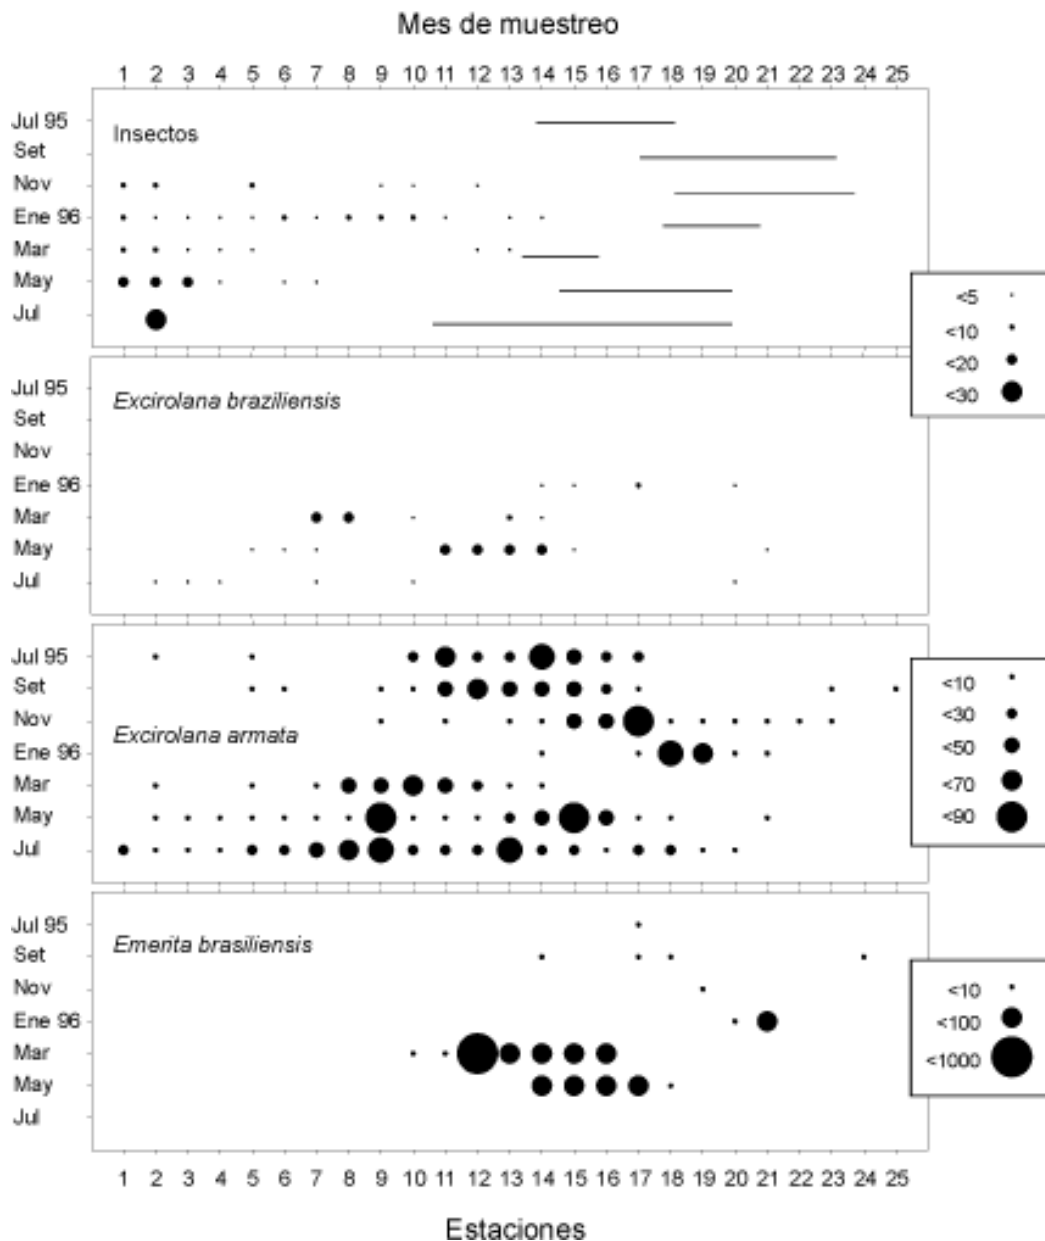 Mes de muestreo
1 2 3 4 5 6 7 8 9 10 11 12 13 14 15 16 17 18 19 20 21 22 23 24 25
Insectos
Jul 95
Set
Nov
Ene 96
Mar
May
Jul
<5
<10
<20
<30
Excirolana braziliensis
Jul 95
Set
Nov
Ene 96
Mar
May
Jul
Excirolana armata
Jul 95
Set
Nov
Ene 96
Mar
May
Jul
<10
<30
<50
<70
<90
Emerita brasiliensis
Jul 95
Set
Nov
Ene 96
Mar
May
Jul
<10
<100
<1000
1 2 3 4 5 6 7 8 9 10 11 12 13 14 15 16 17 18 19 20 21 22 23 24 25
Estaciones